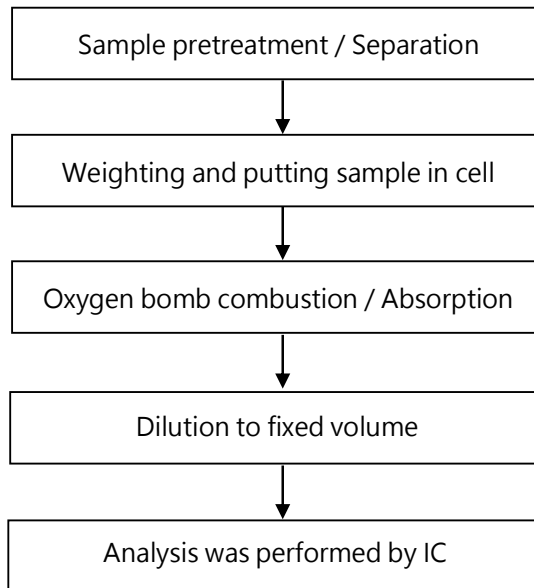 Sample pretreatment / Separation
Weighting and putting sample in cell
Oxygen bomb combustion / Absorption
Dilution to fixed volume
Analysis was performed by IC